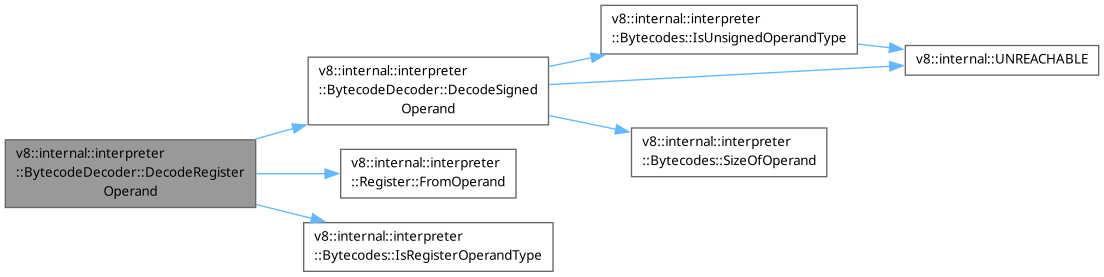 v8::internal::interpreter
::Bytecodes::IsUnsignedOperandType
v8::internal::UNREACHABLE
v8::internal::interpreter
::BytecodeDecoder::DecodeSigned
Operand
v8::internal::interpreter
::Bytecodes::SizeOfOperand
v8::internal::interpreter
::BytecodeDecoder::DecodeRegister
Operand
v8::internal::interpreter
::Register::FromOperand
v8::internal::interpreter
::Bytecodes::IsRegisterOperandType